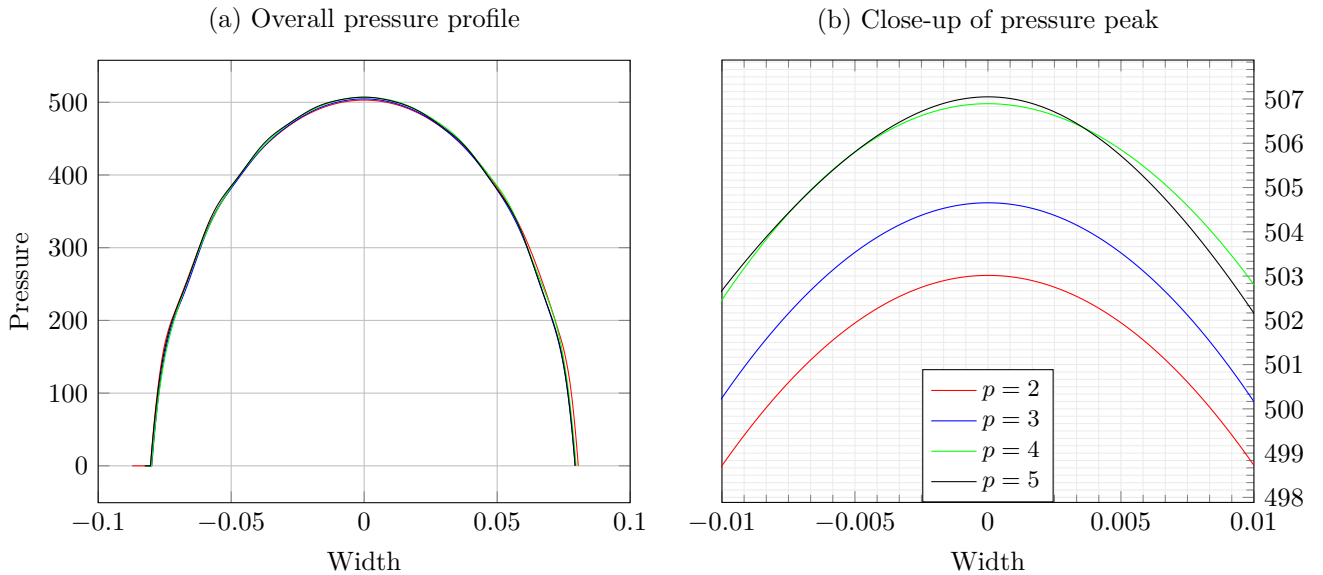 (a) Overall pressure profile
500
400
300
200
100
0
−0.1
−0.05
0
0.05
0.1
Width
Pressure
(b) Close-up of pressure peak
507
506
505
504
503
502
501
500
499
498
p = 2
p = 3
p = 4
p = 5
−0.01
−0.005
0
0.005
0.01
Width